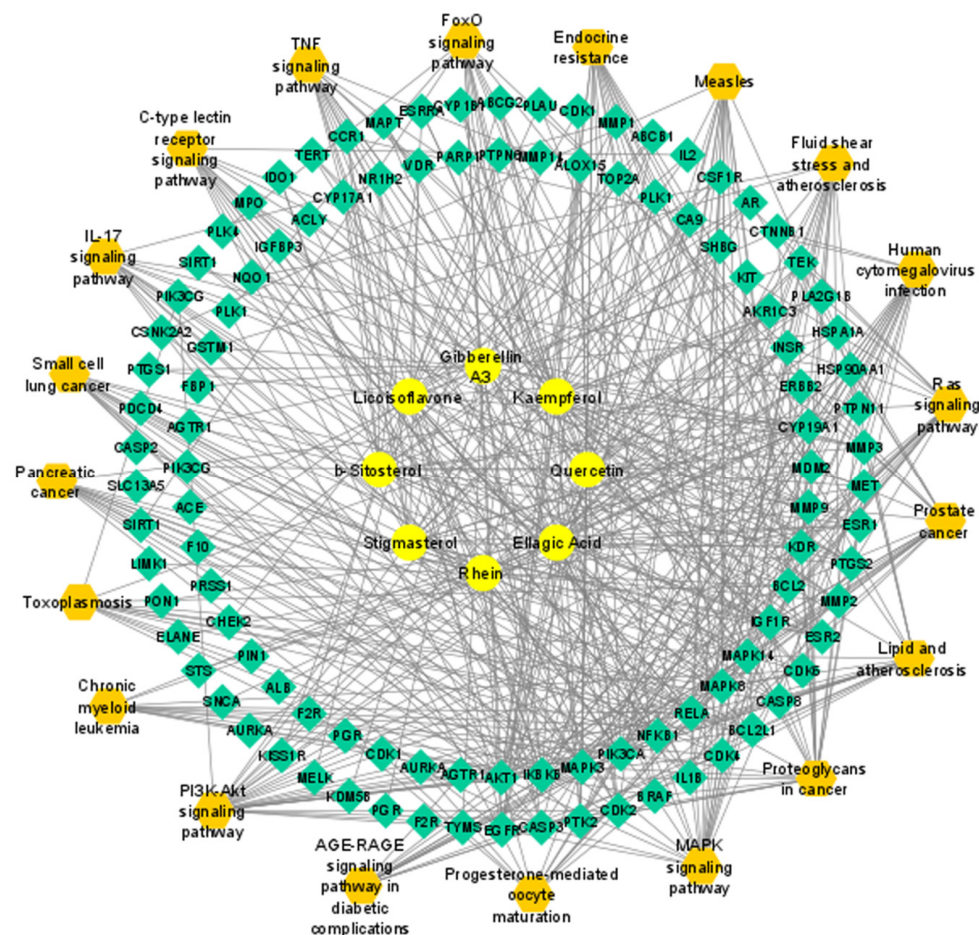 FoxO
signaling
pathway
TNF
signaling
pathway
Endocrine
resistance
Measles
C-type lectin
receptor
signaling
pathway
Fluid shear
stress and
atherosclerosis
IL-17
signaling
pathway
Human
cytomegalovirus
infection
Small cell
lung cancer
Ras
signaling
pathway
Pancreatic
cancer
Prostate
cancer
Toxoplasmosis
Lipid and
atherosclerosis
Chronic
myeloid
leukemia
Proteoglycans
in cancer
PI3K-Akt
signaling
pathway
MAPK
signaling
pathway
AGE-RAGE
signaling
pathway in
diabetic
complications
Progesterone-mediated
oocyte
maturation
ESRRA
CYP1B1
ABCG2
PLAU
CDK1
MMP1
ABCB1
IL2
CSF1R
AR
CTNNB1
TEK
PLA2G1B
HSPA1A
HSP90AA1
PTPN11
MMP3
MET
ESR1
PTGS2
MMP2
ESR2
CDK6
CASP8
BCL2L1
CDK4
IL1B
BRAF
CDK2
PTK2
CASP3
EGFR
TYMS
F2R
PGR
KDM5B
MELK
KISS1R
AURKA
SNCA
STS
ELANE
PON1
LIMK1
SIRT1
SLC13A5
CASP2
PDCD4
PTGS1
CSNK2A2
PIK3CG
SIRT1
PLK4
MPO
IDO1
TERT
CCR1
MAPT
VDR
PARP1
PTPN6
MMP14
ALOX15
TOP2A
PLK1
CA9
SHBG
KIT
AKR1C3
INSR
ERBB2
CYP19A1
MDM2
MMP9
KDR
BCL2
IGF1R
MAPK14
MAPK8
RELA
NFKB1
PIK3CA
MAPK3
IKBKB
AKT1
AGTR1
AURKA
CDK1
PGR
F2R
ALB
PIN1
CHEK2
PRSS1
F10
ACE
PIK3CG
AGTR1
FBP1
GSTM1
PLK1
NQO1
IGFBP3
ACLY
CYP17A1
NR1H2
Gibberellin
A3
Licoisoflavone
Kaempferol
b-Sitosterol
Quercetin
Stigmasterol
Ellagic Acid
Rhein